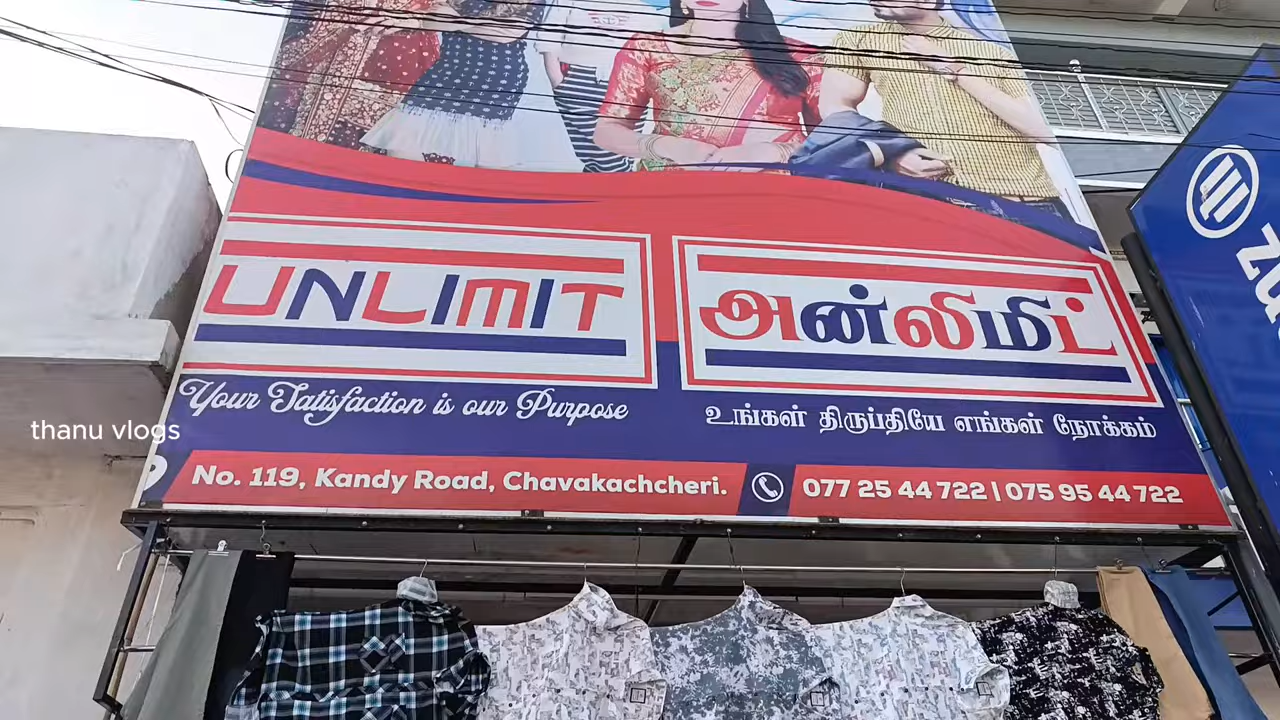 UNLIMIT
அன்லிமிட்
Your Satisfaction is our Purpose
உங்கள் திருப்தியே எங்கள் நோக்கம்
thanu vlogs
No. 119, Kandy Road, Chavakachcheri.
077 25 44 722 | 075 95 44 722